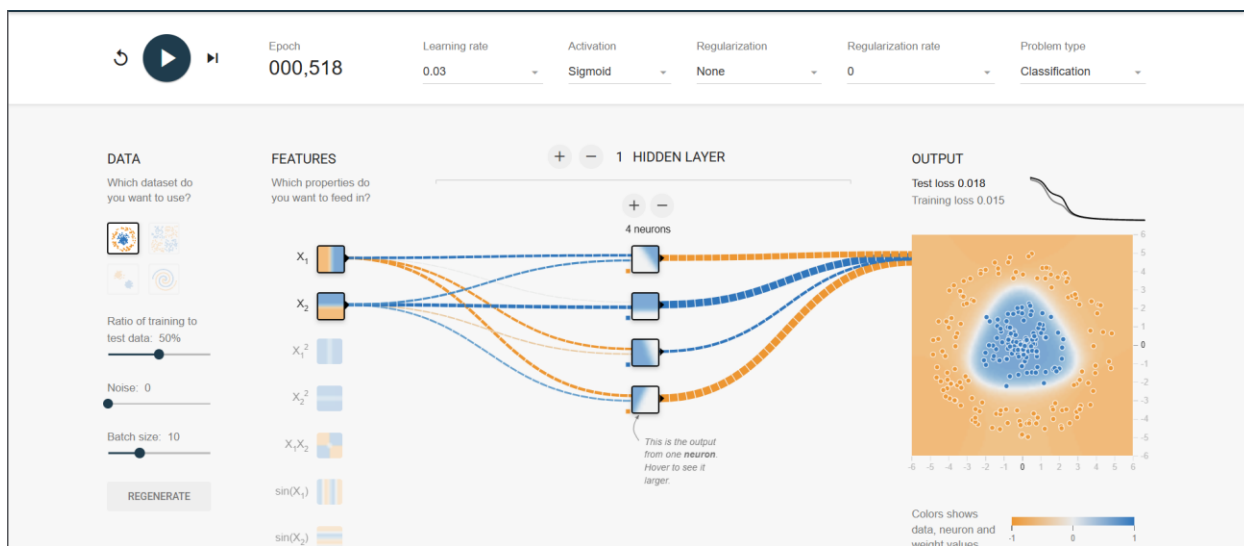 Epoch
000,518
Learning rate
0.03
Activation
Sigmoid
Regularization
None
Regularization rate
0
Problem type
Classification
DATA
Which dataset do
you want to use?
Ratio of training to
test data: 50%
Noise: 0
Batch size: 10
REGENERATE
FEATURES
Which properties do
you want to feed in?
X₁
X₂
X₁²
X₂²
X₁X₂
sin(X₁)
sin(X₂)
+ − 1 HIDDEN LAYER
+ −
4 neurons
This is the output
from one neuron.
Hover to see it
larger.
OUTPUT
Test loss 0.018
Training loss 0.015
6
5
4
3
2
1
0
-1
-2
-3
-4
-5
-6
-6 -5 -4 -3 -2 -1 0 1 2 3 4 5 6
Colors shows
data, neuron and
weight values.
-1 0 1